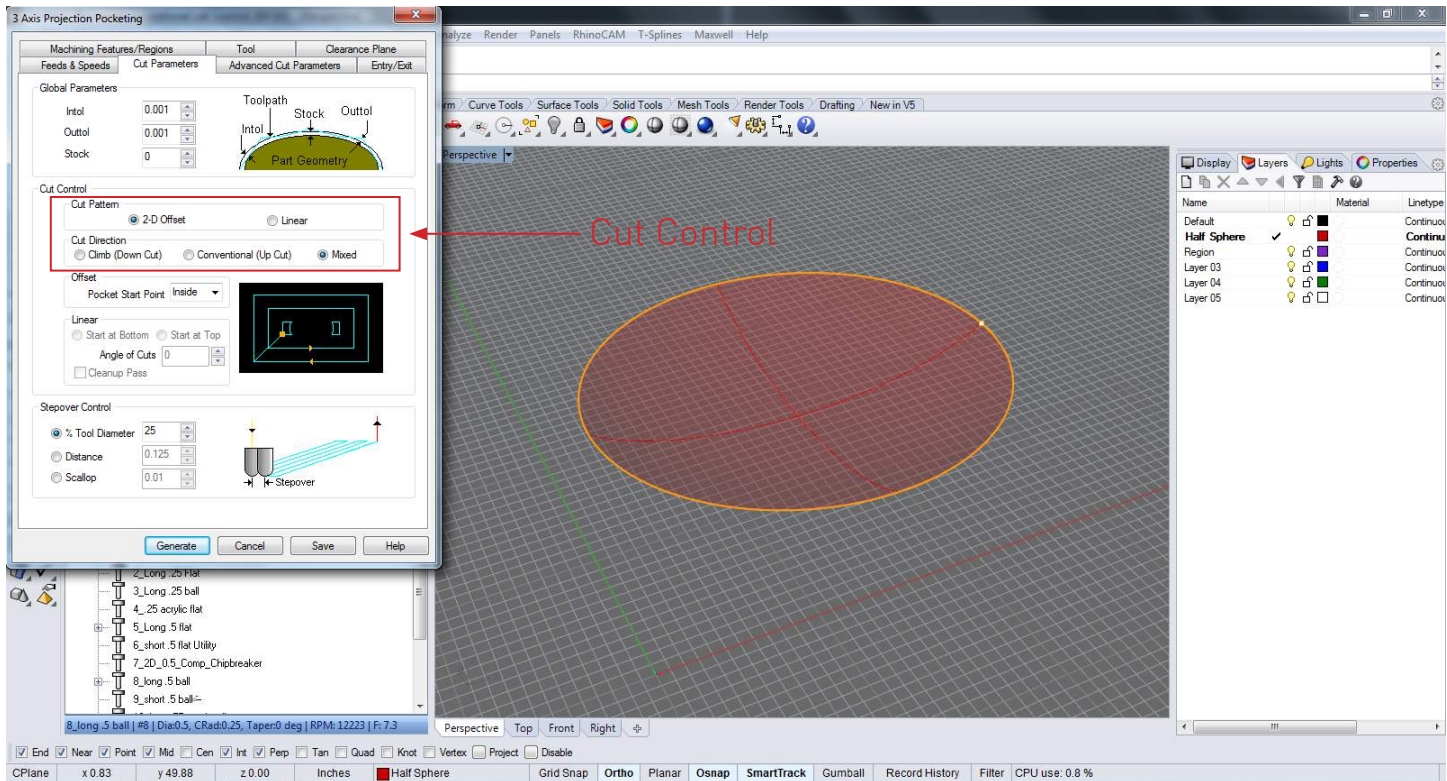 3 Axis Projection Pocketing
Machining Features/Regions Tool Clearance Plane
Feeds & Speeds Cut Parameters Advanced Cut Parameters Entry/Exit
Global Parameters
Intol 0.001
Outtol 0.001
Stock 0
Toolpath
Stock Outtol
Intol
Part Geometry
Cut Control
Cut Pattern
2-D Offset Linear
Cut Direction
Climb (Down Cut) Conventional (Up Cut) Mixed
Offset
Pocket Start Point Inside
Linear
Start at Bottom Start at Top
Angle of Cuts 0
Cleanup Pass
Stepover Control
% Tool Diameter 25
Distance 0.125
Scallop 0.01
Stepover
Generate Cancel Save Help
Cut Control
nalyze Render Panels RhinoCAM T-Splines Maxwell Help
rm Curve Tools Surface Tools Solid Tools Mesh Tools Render Tools Drafting New in V5
Perspective
Display Layers Lights Properties
Name Material Linetype
Default Continuou
Half Sphere Continu
Region Continuou
Layer 03 Continuou
Layer 04 Continuou
Layer 05 Continuou
2_Long .25 Flat
3_Long .25 ball
4_.25 acrylic flat
5_Long .5 flat
6_short .5 flat Utility
7_2D_0.5_Comp_Chipbreaker
8_long .5 ball
9_short .5 ball
8_long .5 ball | #8 | Dia:0.5, CRad:0.25, Taper:0 deg | RPM: 12223 | F: 7.3
Perspective Top Front Right
End Near Point Mid Cen Int Perp Tan Quad Knot Vertex Project Disable
CPlane x 0.83 y 49.88 z 0.00 Inches Half Sphere Grid Snap Ortho Planar Osnap SmartTrack Gumball Record History Filter CPU use: 0.8 %